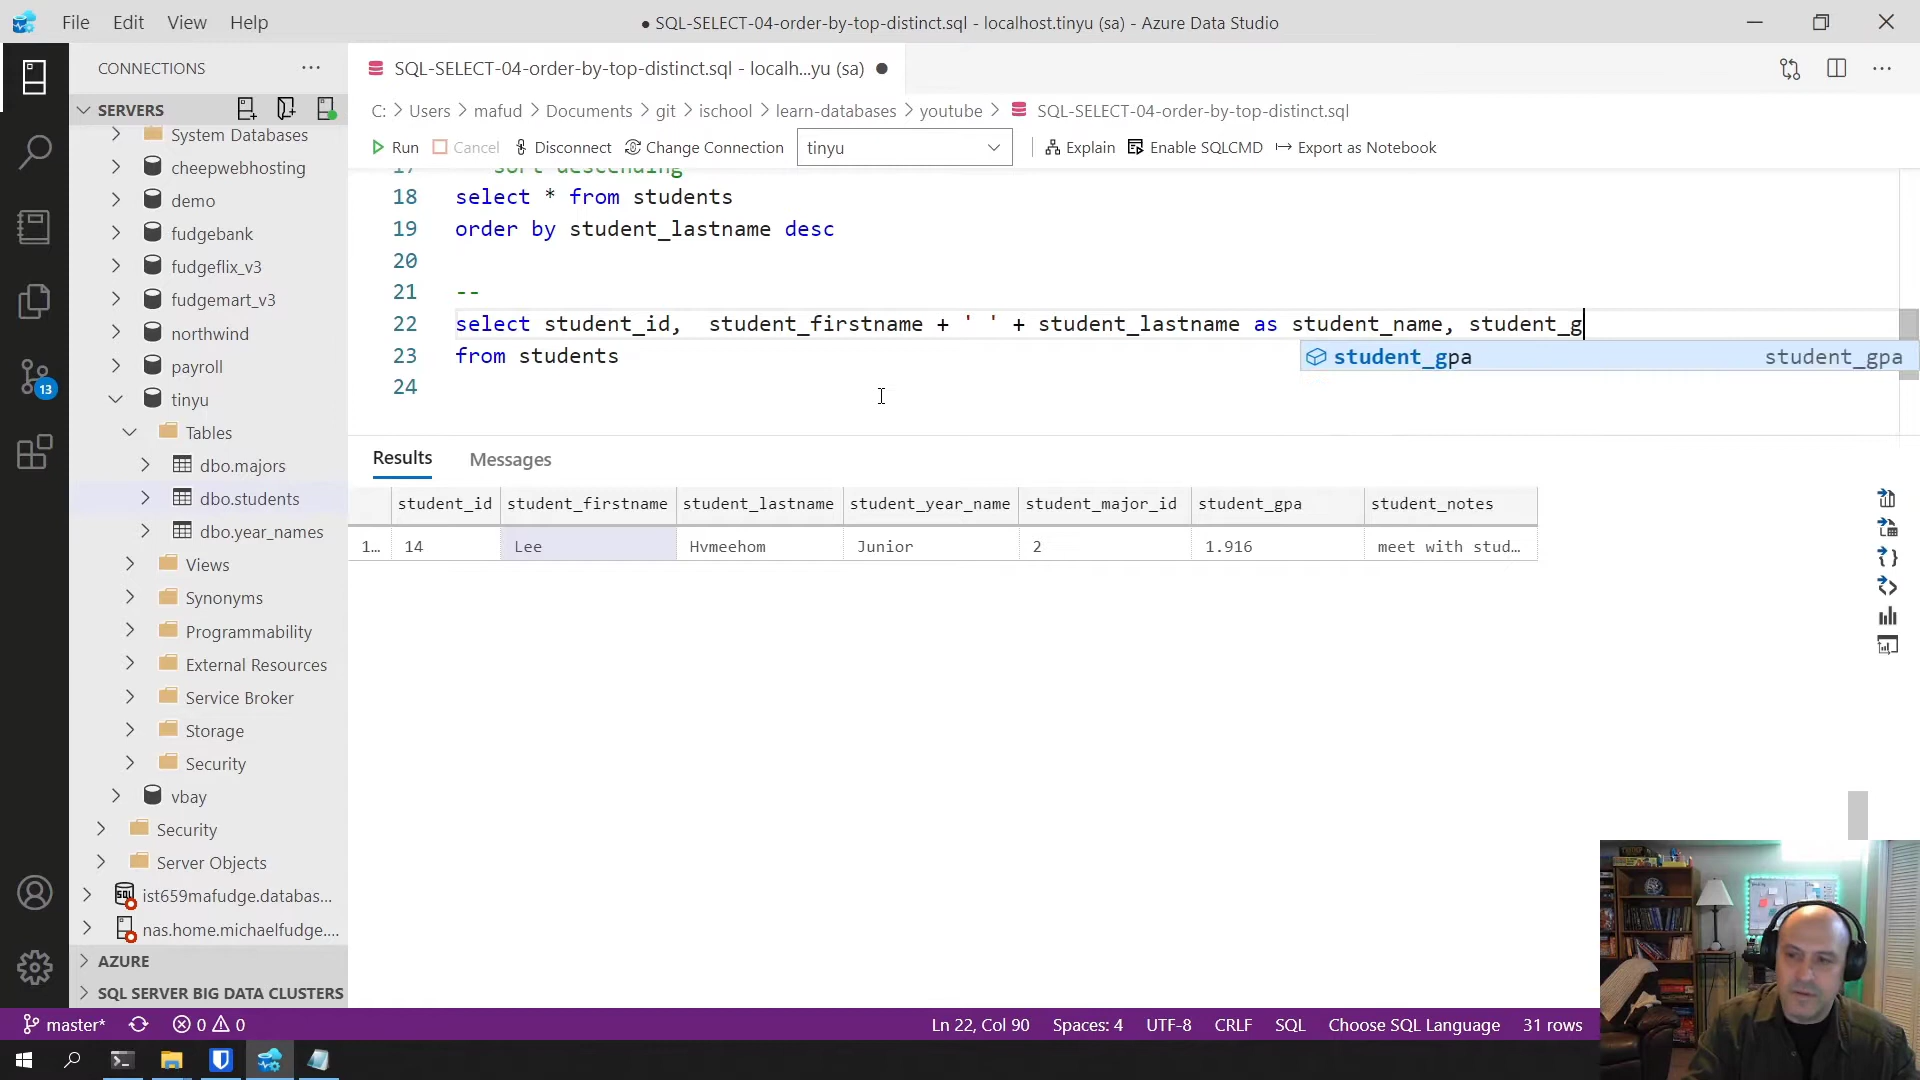 File Edit View Help
● SQL-SELECT-04-order-by-top-distinct.sql - localhost.tinyu (sa) - Azure Data Studio
CONNECTIONS
SQL-SELECT-04-order-by-top-distinct.sql - localh...yu (sa) ●
SERVERS
C: > Users > mafud > Documents > git > ischool > learn-databases > youtube > SQL-SELECT-04-order-by-top-distinct.sql
Run Cancel Disconnect Change Connection tinyu Explain Enable SQLCMD Export as Notebook
System Databases
cheepwebhosting
demo
fudgebank
fudgeflix_v3
fudgemart_v3
northwind
payroll
tinyu
Tables
dbo.majors
dbo.students
dbo.year_names
Views
Synonyms
Programmability
External Resources
Service Broker
Storage
Security
vbay
Security
Server Objects
ist659mafudge.databas...
nas.home.michaelfudge....
AZURE
SQL SERVER BIG DATA CLUSTERS
13
17 sort descending
18 select * from students
19 order by student_lastname desc
20
21 --
22 select student_id,  student_firstname + ' ' + student_lastname as student_name, student_g
23 from students
24
student_gpa student_gpa
Results Messages
student_id student_firstname student_lastname student_year_name student_major_id student_gpa student_notes
1... 14 Lee Hvmeehom Junior 2 1.916 meet with stud...
master* 0 0 Ln 22, Col 90 Spaces: 4 UTF-8 CRLF SQL Choose SQL Language 31 rows